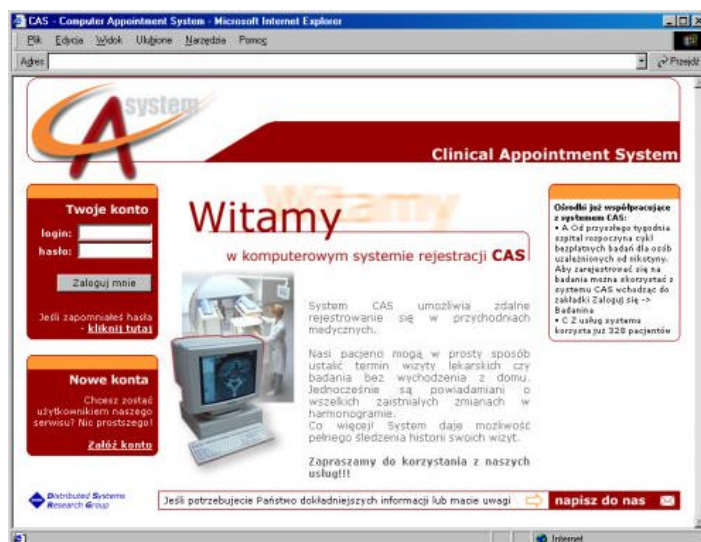 CAS - Computer Appointment System - Microsoft Internet Explorer
Plik Edycja Widok Ulubione Narzędzia Pomoc
Adres
Przejdź
A system
Clinical Appointment System
Twoje konto
login:
hasło:
Zaloguj mnie
Jeśli zapomniałeś hasła
- kliknij tutaj
Nowe konta
Chcesz zostać
użytkownikiem naszego
serwisu? Nic prostszego!
Załóż konto
Witamy
Witamy
w komputerowym systemie rejestracji CAS
System CAS umożliwia zdalne
rejestrowanie się w przychodniach
medycznych.
Nasi pacjenci mogą w prosty sposób
ustalić termin wizyty lekarskich czy
badania bez wychodzenia z domu.
Jednocześnie są powiadamiani o
wszelkich zaistniałych zmianach w
harmonogramie.
Co więcej! System daje możliwość
pełnego śledzenia historii swoich wizyt.
Zapraszamy do korzystania z naszych
usług!!!
Ośrodki już współpracujące
z systemem CAS:
• A Od przyszłego tygodnia
szpital rozpoczyna cykl
bezpłatnych badań dla osób
uzależnionych od nikotyny.
Aby zarejestrować się na
badania można skorzystać z
systemu CAS wchodząc do
zakładki Zaloguj się ->
Badanina
• C Z usług systemu
korzysta już 328 pacjentów
Distributed Systems
Research Group
Jeśli potrzebujecie Państwo dokładniejszych informacji lub macie uwagi
napisz do nas
Internet